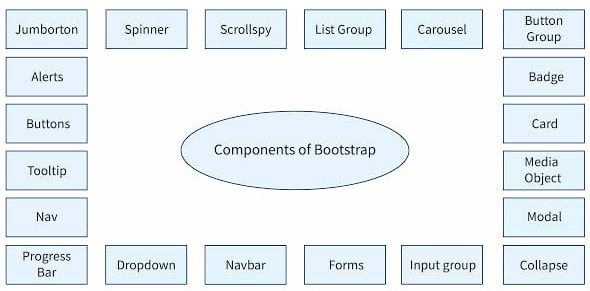 Jumborton
Spinner
Scrollspy
List Group
Carousel
Button
Group
Alerts
Badge
Buttons
Card
Components of Bootstrap
Tooltip
Media
Object
Nav
Modal
Progress
Bar
Dropdown
Navbar
Forms
Input group
Collapse